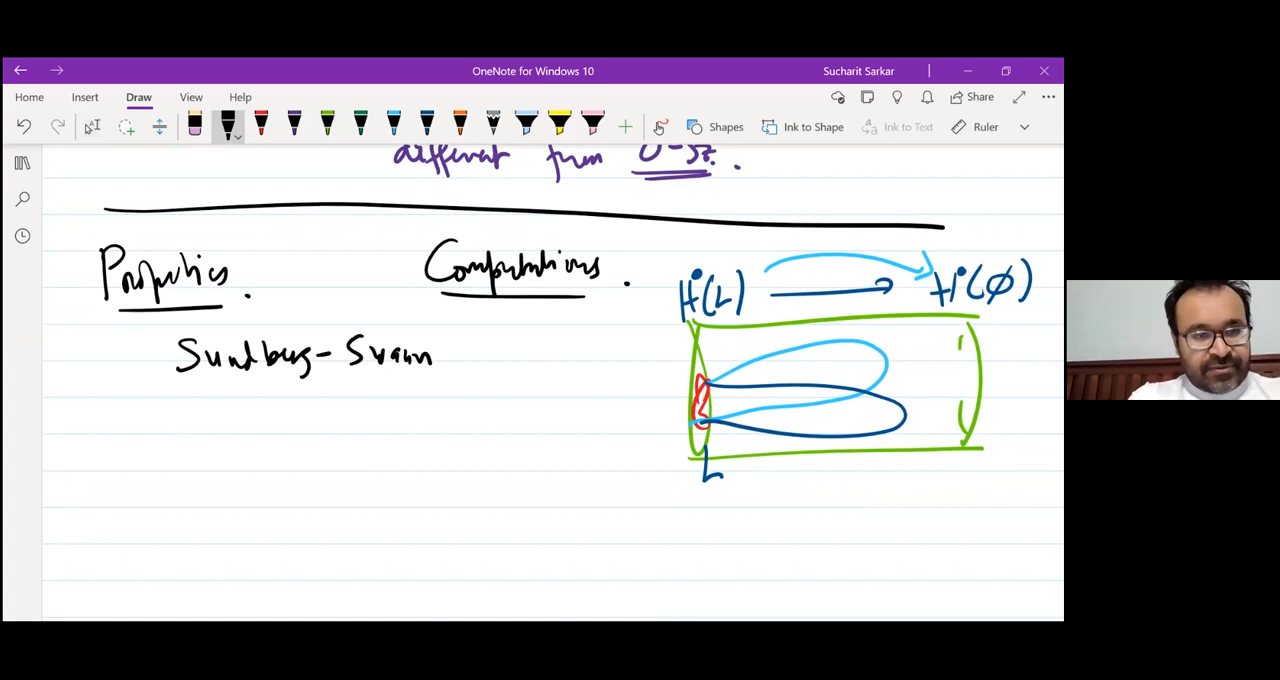 OneNote for Windows 10
Sucharit Sarkar
Home Insert Draw View Help
Share
Shapes Ink to Shape Ink to Text Ruler
different from
Properties. Computations.
H(L) → H(Φ)
Sundberg-Swann
L